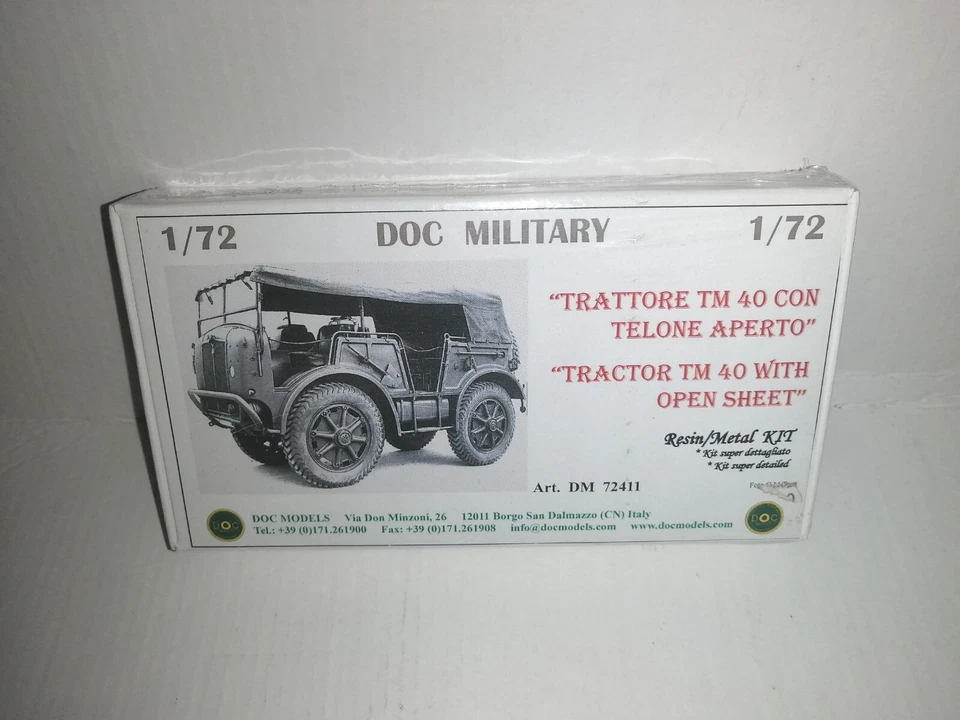 1/72 DOC MILITARY 1/72
“TRATTORE TM 40 CON
TELONE APERTO”
“TRACTOR TM 40 WITH
OPEN SHEET”
Resin/Metal KIT
* Kit super dettagliato
* Kit super detailed
Art. DM 72411
DOC MODELS Via Don Minzoni, 26 12011 Borgo San Dalmazzo (CN) Italy
Tel.: +39 (0)171.261900 Fax: +39 (0)171.261908 info@docmodels.com www.docmodels.com
DOC
DOC